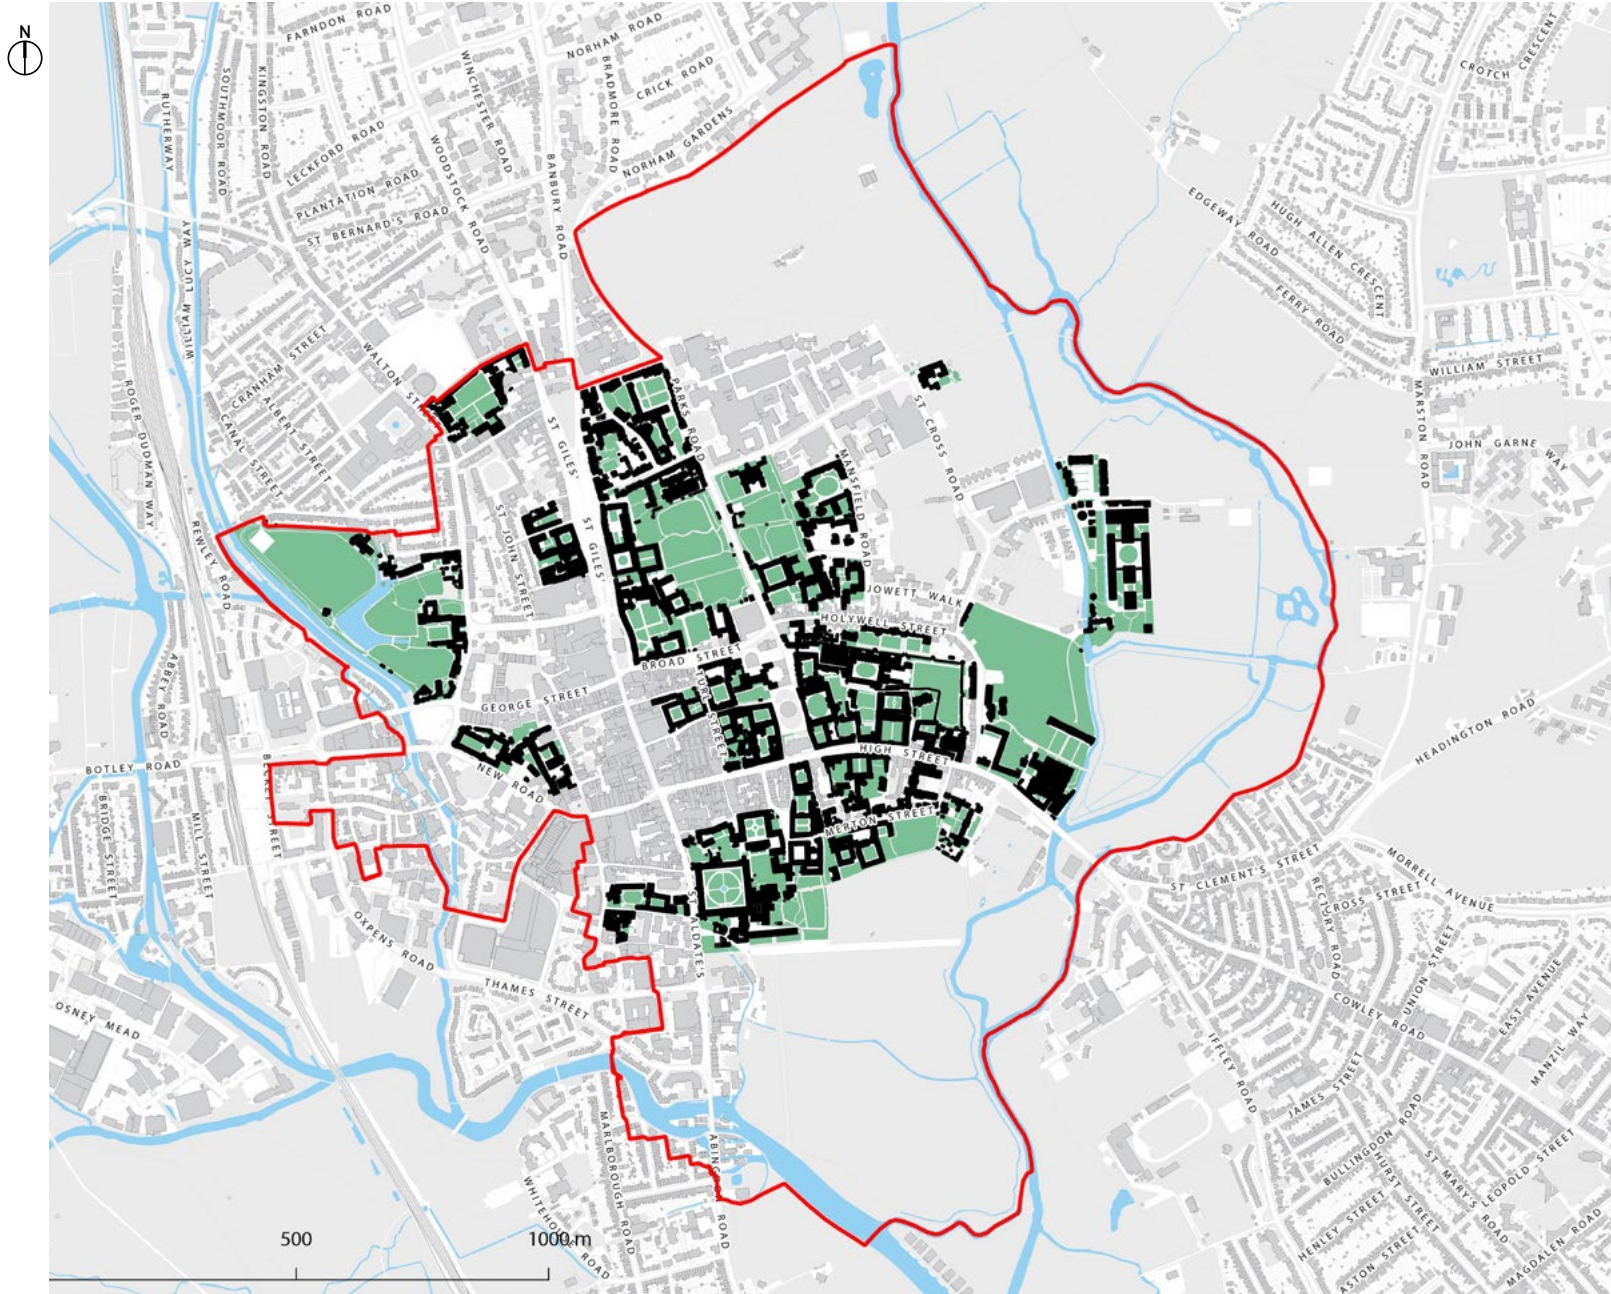 N
FARNDON ROAD
NORHAM ROAD
CROTCH CRESCENT
WINCHESTER ROAD
BRADMORE ROAD
CRICK ROAD
SOUTHMOOR ROAD
KINGSTON ROAD
RUTHERWAY
LECKFORD ROAD
WOODSTOCK ROAD
NORHAM GARDENS
BANBURY ROAD
PLANTATION ROAD
ST BERNARD'S ROAD
EDGEWAY ROAD
HUGH ALLEN CRESCENT
WILLIAM LUCY WAY
FERRY ROAD
CRANHAM STREET
WALTON STREET
WILLIAM STREET
ROGER DUDMAN WAY
ALBERT STREET
CANAL STREET
PARKS ROAD
MARSTON ROAD
ST GILES'
ST CROSS ROAD
JOHN GARNE WAY
MANSFIELD ROAD
REWLEY ROAD
ST JOHN STREET
ST GILES'
JOWETT WALK
HOLYWELL STREET
BROAD STREET
ABBEY ROAD
TURL STREET
GEORGE STREET
HEADINGTON ROAD
HIGH STREET
BOTLEY ROAD
BECKET STREET
NEW ROAD
BRIDGE STREET
MILL STREET
MERTON STREET
ST CLEMENT'S STREET
MORRELL AVENUE
CROSS STREET
RECTORY ROAD
ST ALDATE'S
OXPENS ROAD
UNION STREET
EAST AVENUE
THAMES STREET
COWLEY ROAD
OSNEY MEAD
MANZIL WAY
IFFLEY ROAD
JAMES STREET
MARLBOROUGH ROAD
ABINGDON ROAD
BULLINGDON ROAD
HURST STREET
ST MARY'S ROAD
LEOPOLD STREET
WHITEHOUSE ROAD
HENLEY STREET
ASTON STREET
MAGDALEN ROAD
500
1000 m